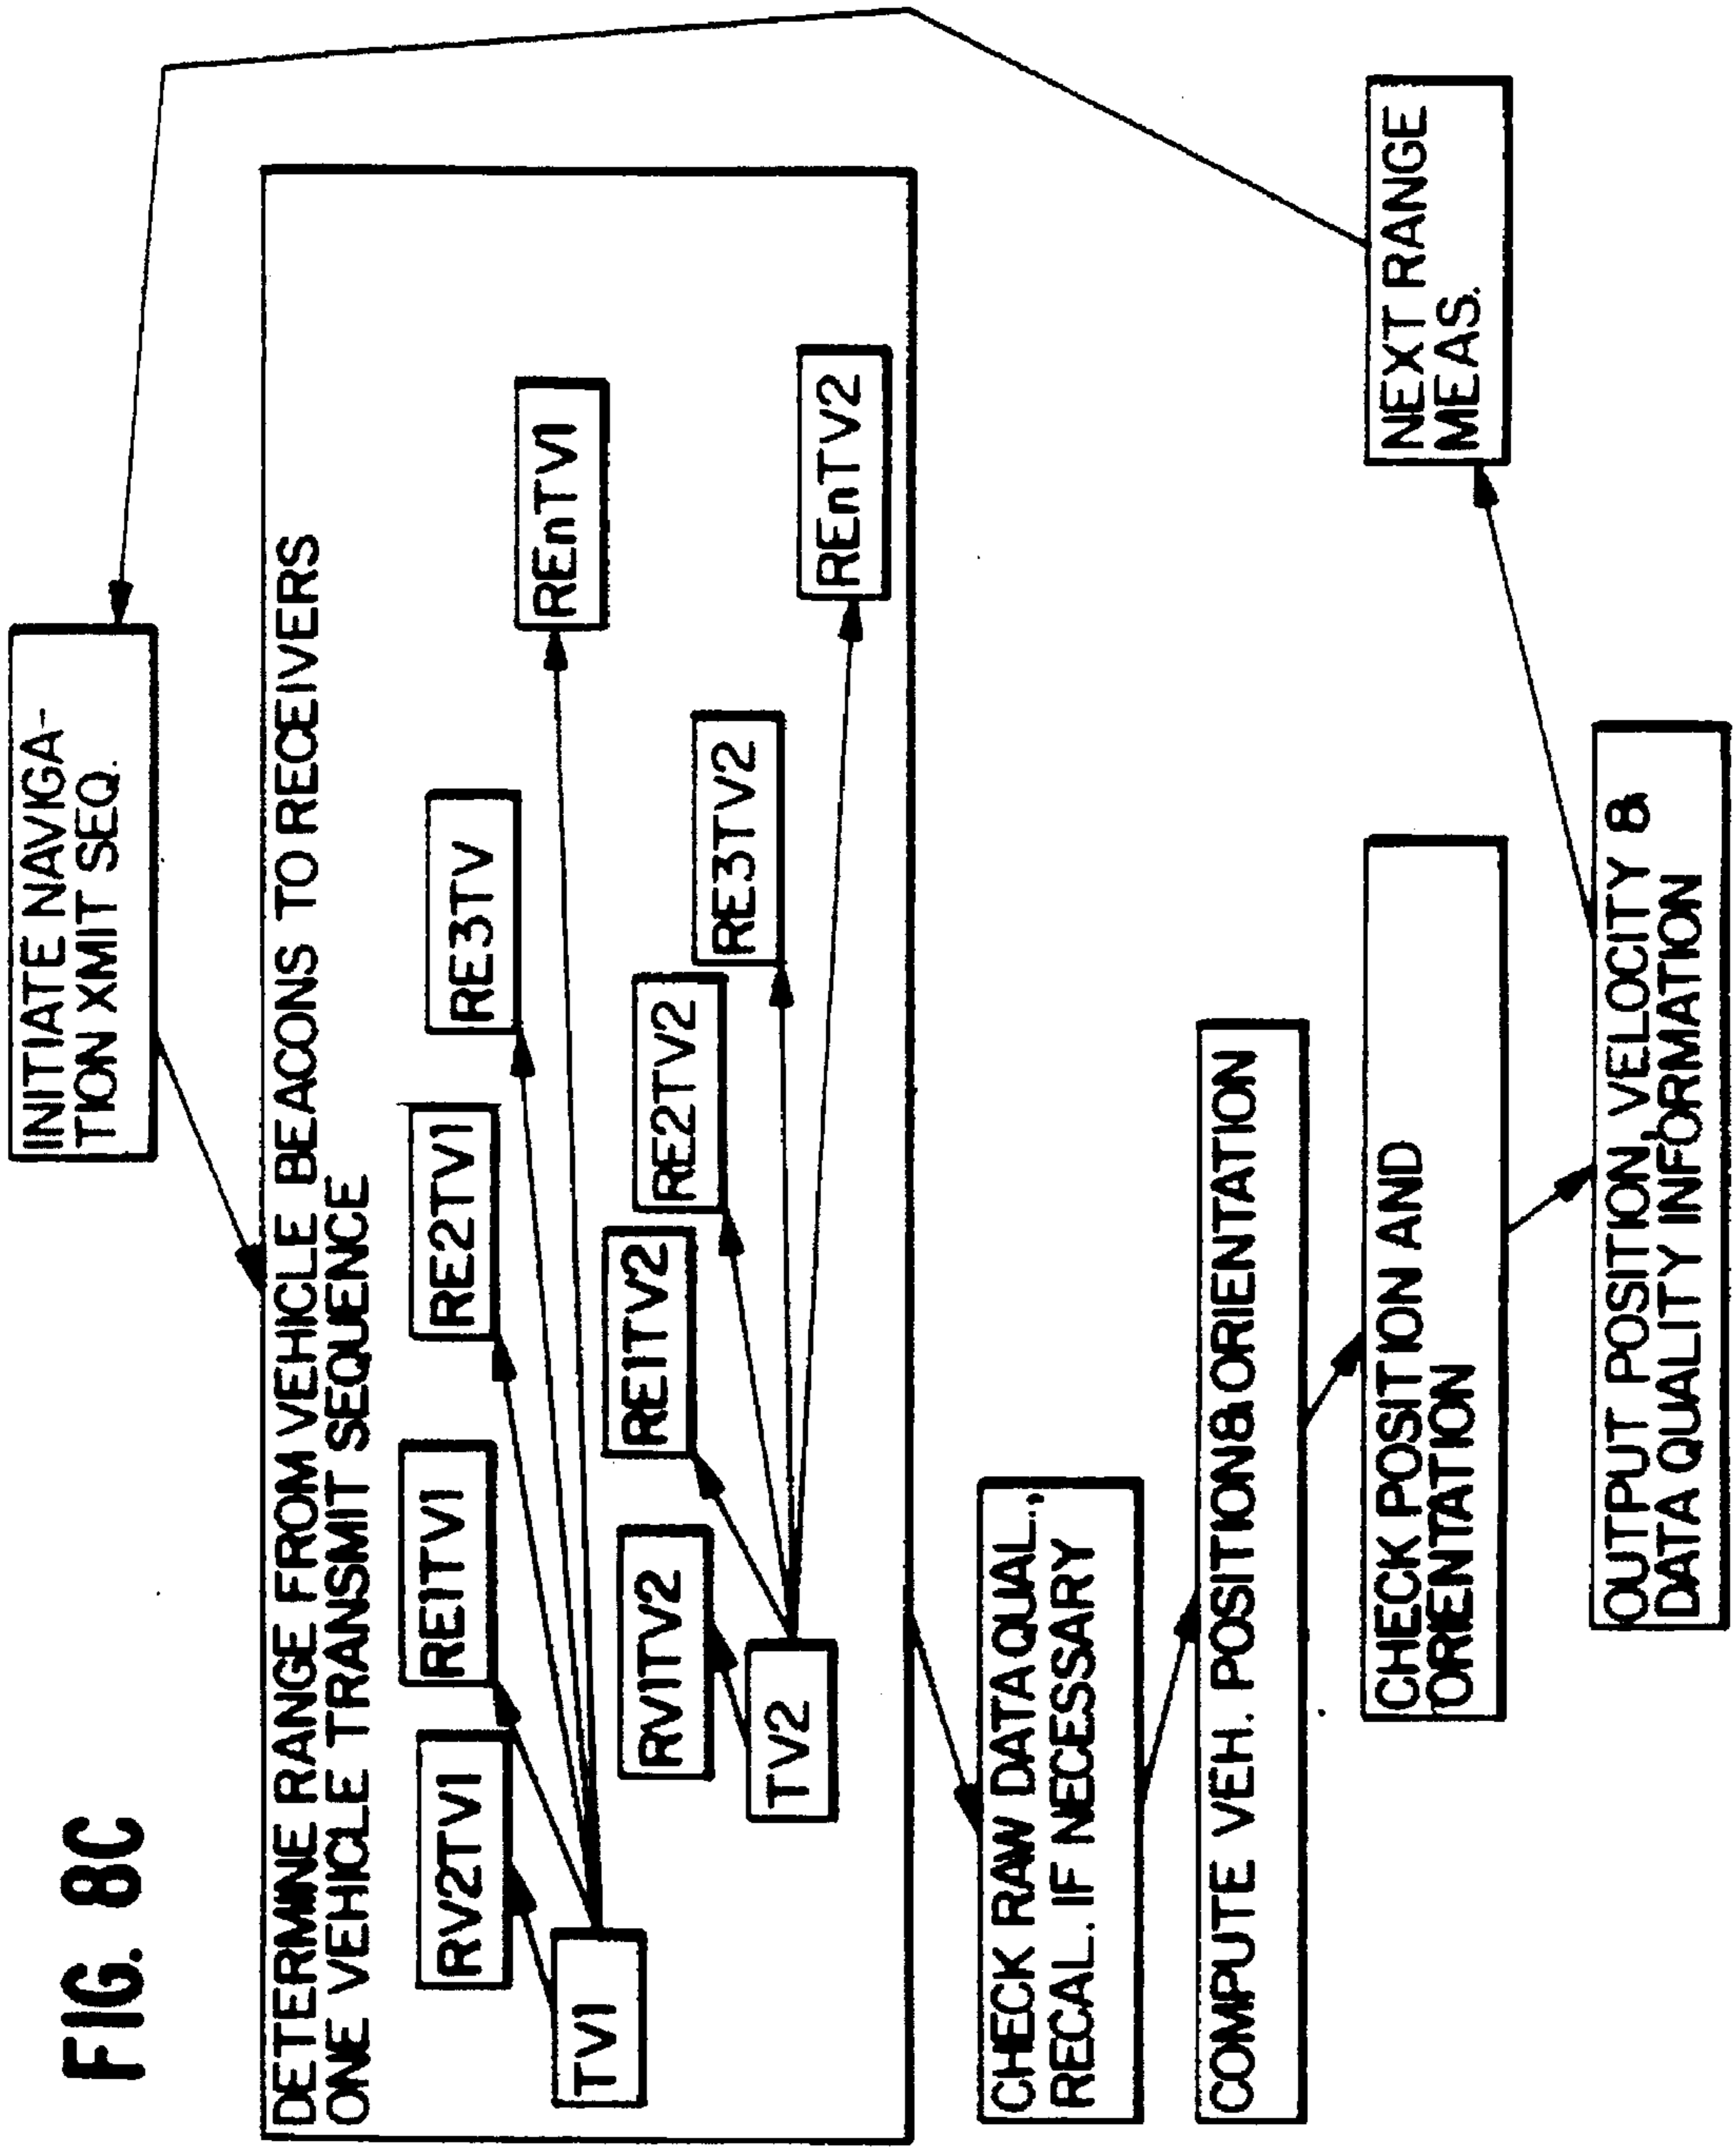 FIG. 8C
INITIATE NAVIGA-
TION XMIT SEQ.
DETERMINE RANGE FROM VEHICLE BEACONS TO RECEIVERS
ONE VEHICLE TRANSMIT SEQUENCE
RV2TV1
RE1TV1
RE2TV1
RE3TV
REnTV1
TV1
RV1TV2
RE1TV2
RE2TV2
RE3TV2
REnTV2
TV2
CHECK RAW DATA QUAL.,
RECAL. IF NECESSARY
COMPUTE VEH. POSITION & ORIENTATION
CHECK POSITION AND
ORIENTATION
OUTPUT POSITION, VELOCITY &
DATA QUALITY INFORMATION
NEXT RANGE
MEAS.